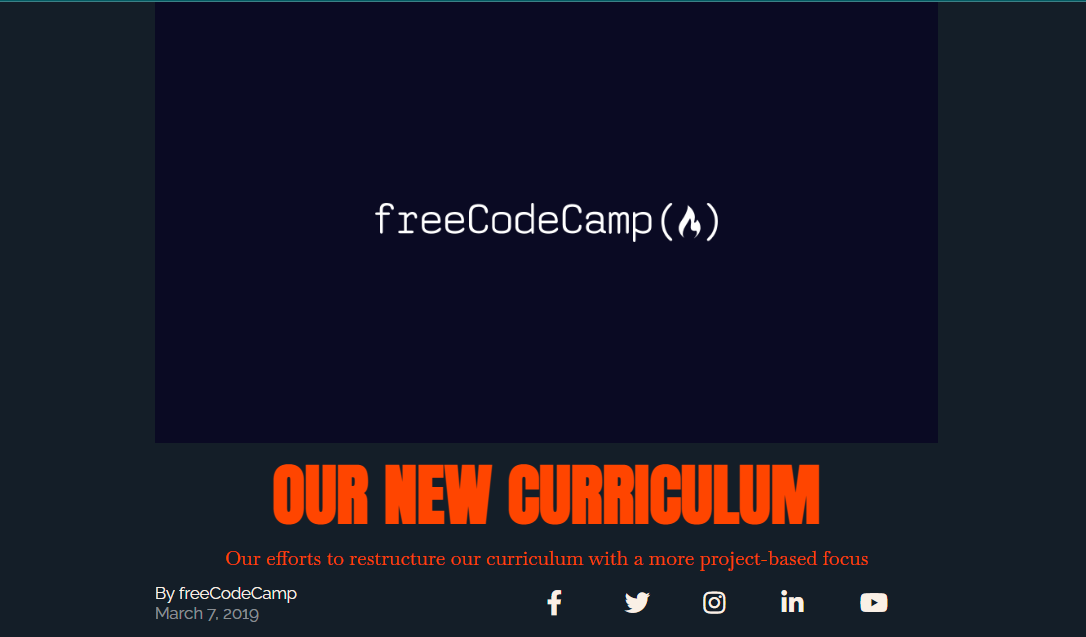 freeCodeCamp
OUR NEW CURRICULUM
Our efforts to restructure our curriculum with a more project-based focus
By freeCodeCamp
March 7, 2019